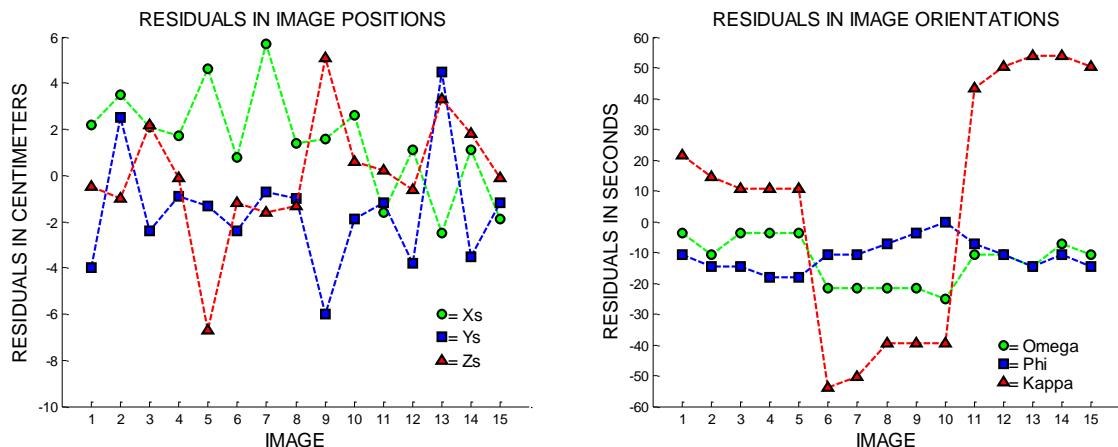 RESIDUALS IN IMAGE POSITIONS
RESIDUALS IN CENTIMETERS
6
4
2
0
-2
-4
-6
-8
-10
= Xs
= Ys
= Zs
1 2 3 4 5 6 7 8 9 10 11 12 13 14 15
IMAGE
RESIDUALS IN IMAGE ORIENTATIONS
RESIDUALS IN SECONDS
60
50
40
30
20
10
0
-10
-20
-30
-40
-50
-60
= Omega
= Phi
= Kappa
1 2 3 4 5 6 7 8 9 10 11 12 13 14 15
IMAGE